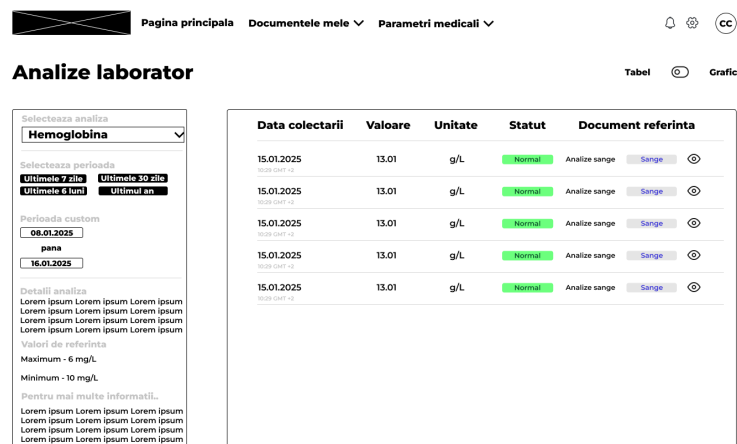 Pagina principala Documentele mele Parametri medicali CC
Analize laborator
Tabel Grafic
Selecteaza analiza
Hemoglobina
Selecteaza perioada
Ultimele 7 zile Ultimele 30 zile
Ultimele 6 luni Ultimul an
Perioada custom
08.01.2025
pana
16.01.2025
Detalii analiza
Lorem ipsum Lorem ipsum Lorem ipsum
Lorem ipsum Lorem ipsum Lorem ipsum
Lorem ipsum Lorem ipsum Lorem ipsum
Lorem ipsum Lorem ipsum Lorem ipsum
Valori de referinta
Maximum - 6 mg/L
Minimum - 10 mg/L
Pentru mai multe informatii..
Lorem ipsum Lorem ipsum Lorem ipsum
Lorem ipsum Lorem ipsum Lorem ipsum
Lorem ipsum Lorem ipsum Lorem ipsum
Lorem ipsum Lorem ipsum Lorem ipsum
Data colectarii Valoare Unitate Statut Document referinta
15.01.2025 13.01 g/L Normal Analize sange Sange
10:29 GMT +2
15.01.2025 13.01 g/L Normal Analize sange Sange
10:29 GMT +2
15.01.2025 13.01 g/L Normal Analize sange Sange
10:29 GMT +2
15.01.2025 13.01 g/L Normal Analize sange Sange
10:29 GMT +2
15.01.2025 13.01 g/L Normal Analize sange Sange
10:29 GMT +2